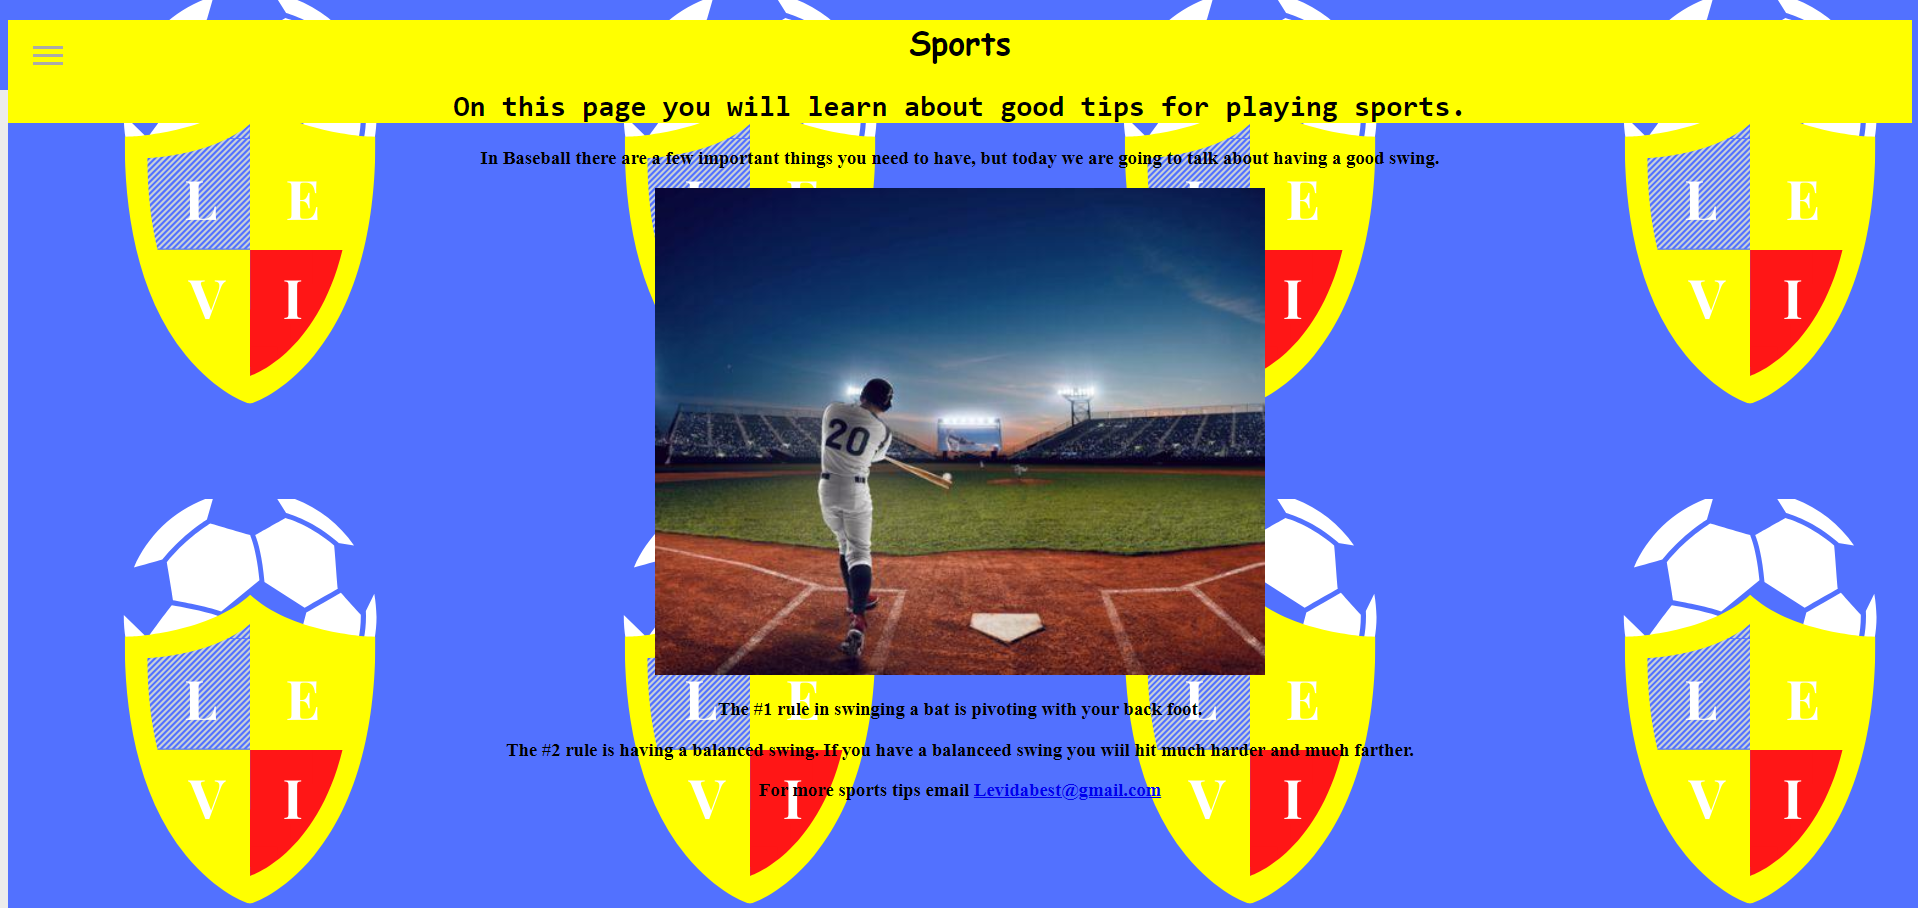 Sports
On this page you will learn about good tips for playing sports.
In Baseball there are a few important things you need to have, but today we are going to talk about having a good swing.
L E L E L E L E
V I I V I
20
The #1 rule in swinging a bat is pivoting with your back foot.
L E L E L E L E
The #2 rule is having a balanced swing. If you have a balanceed swing you wiil hit much harder and much farther.
For more sports tips email Levidabest@gmail.com
V I V I V I V I